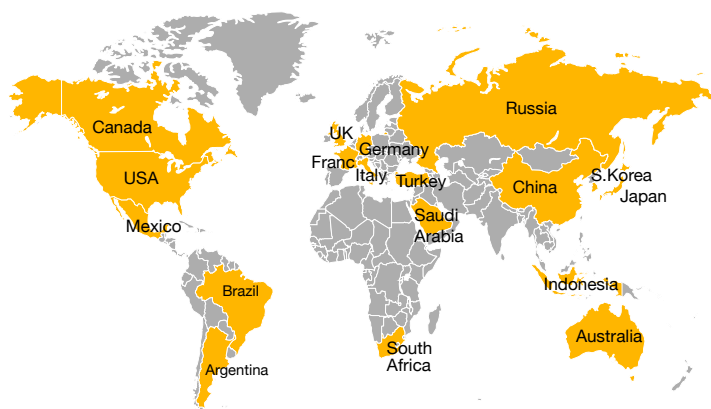 Canada
USA
Mexico
Brazil
Argentina
UK
Franc
Germany
Italy
Turkey
Saudi
Arabia
South
Africa
Russia
China
S.Korea
Japan
Indonesia
Australia